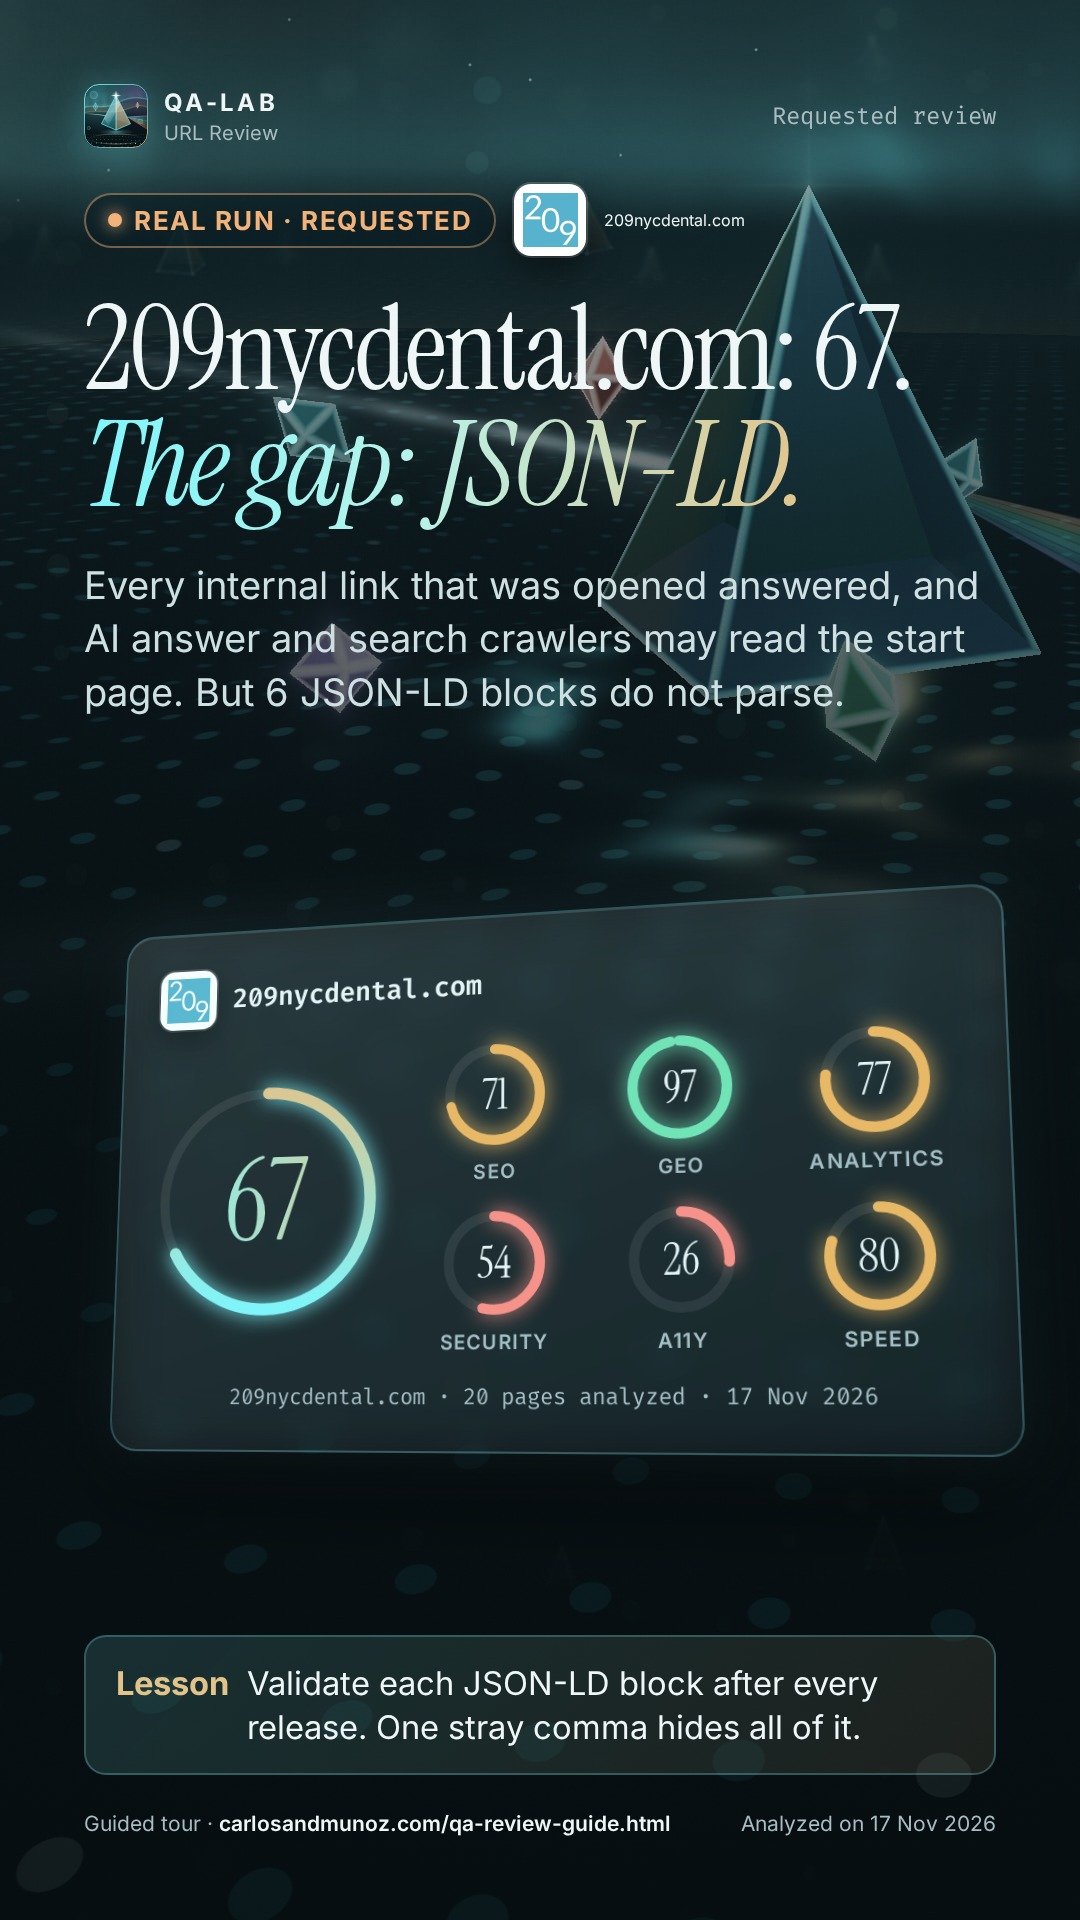 QA-LAB
URL Review
Requested review
REAL RUN · REQUESTED
209
209nycdental.com
209nycdental.com: 67.
The gap: JSON-LD.
Every internal link that was opened answered, and
AI answer and search crawlers may read the start
page. But 6 JSON-LD blocks do not parse.
209
209nycdental.com
67
71
SEO
97
GEO
77
ANALYTICS
54
SECURITY
26
A11Y
80
SPEED
209nycdental.com · 20 pages analyzed · 17 Nov 2026
Lesson Validate each JSON-LD block after every
release. One stray comma hides all of it.
Guided tour · carlosandmunoz.com/qa-review-guide.html
Analyzed on 17 Nov 2026